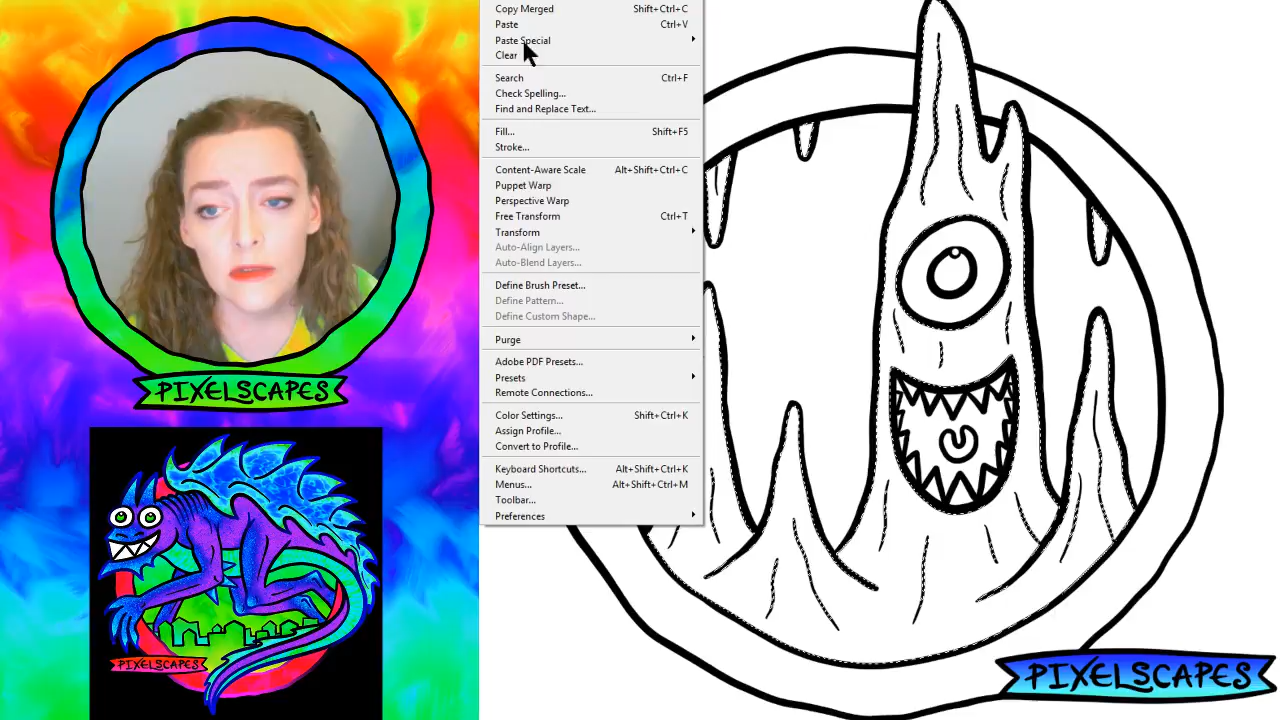 PIXELSCAPES
PIXELSCAPES
Copy Merged Shift+Ctrl+C
Paste Ctrl+V
Paste Special
Clear
Search Ctrl+F
Check Spelling...
Find and Replace Text...
Fill... Shift+F5
Stroke...
Content-Aware Scale Alt+Shift+Ctrl+C
Puppet Warp
Perspective Warp
Free Transform Ctrl+T
Transform
Auto-Align Layers...
Auto-Blend Layers...
Define Brush Preset...
Define Pattern...
Define Custom Shape...
Purge
Adobe PDF Presets...
Presets
Remote Connections...
Color Settings... Shift+Ctrl+K
Assign Profile...
Convert to Profile...
Keyboard Shortcuts... Alt+Shift+Ctrl+K
Menus... Alt+Shift+Ctrl+M
Toolbar...
Preferences
PIXELSCAPES